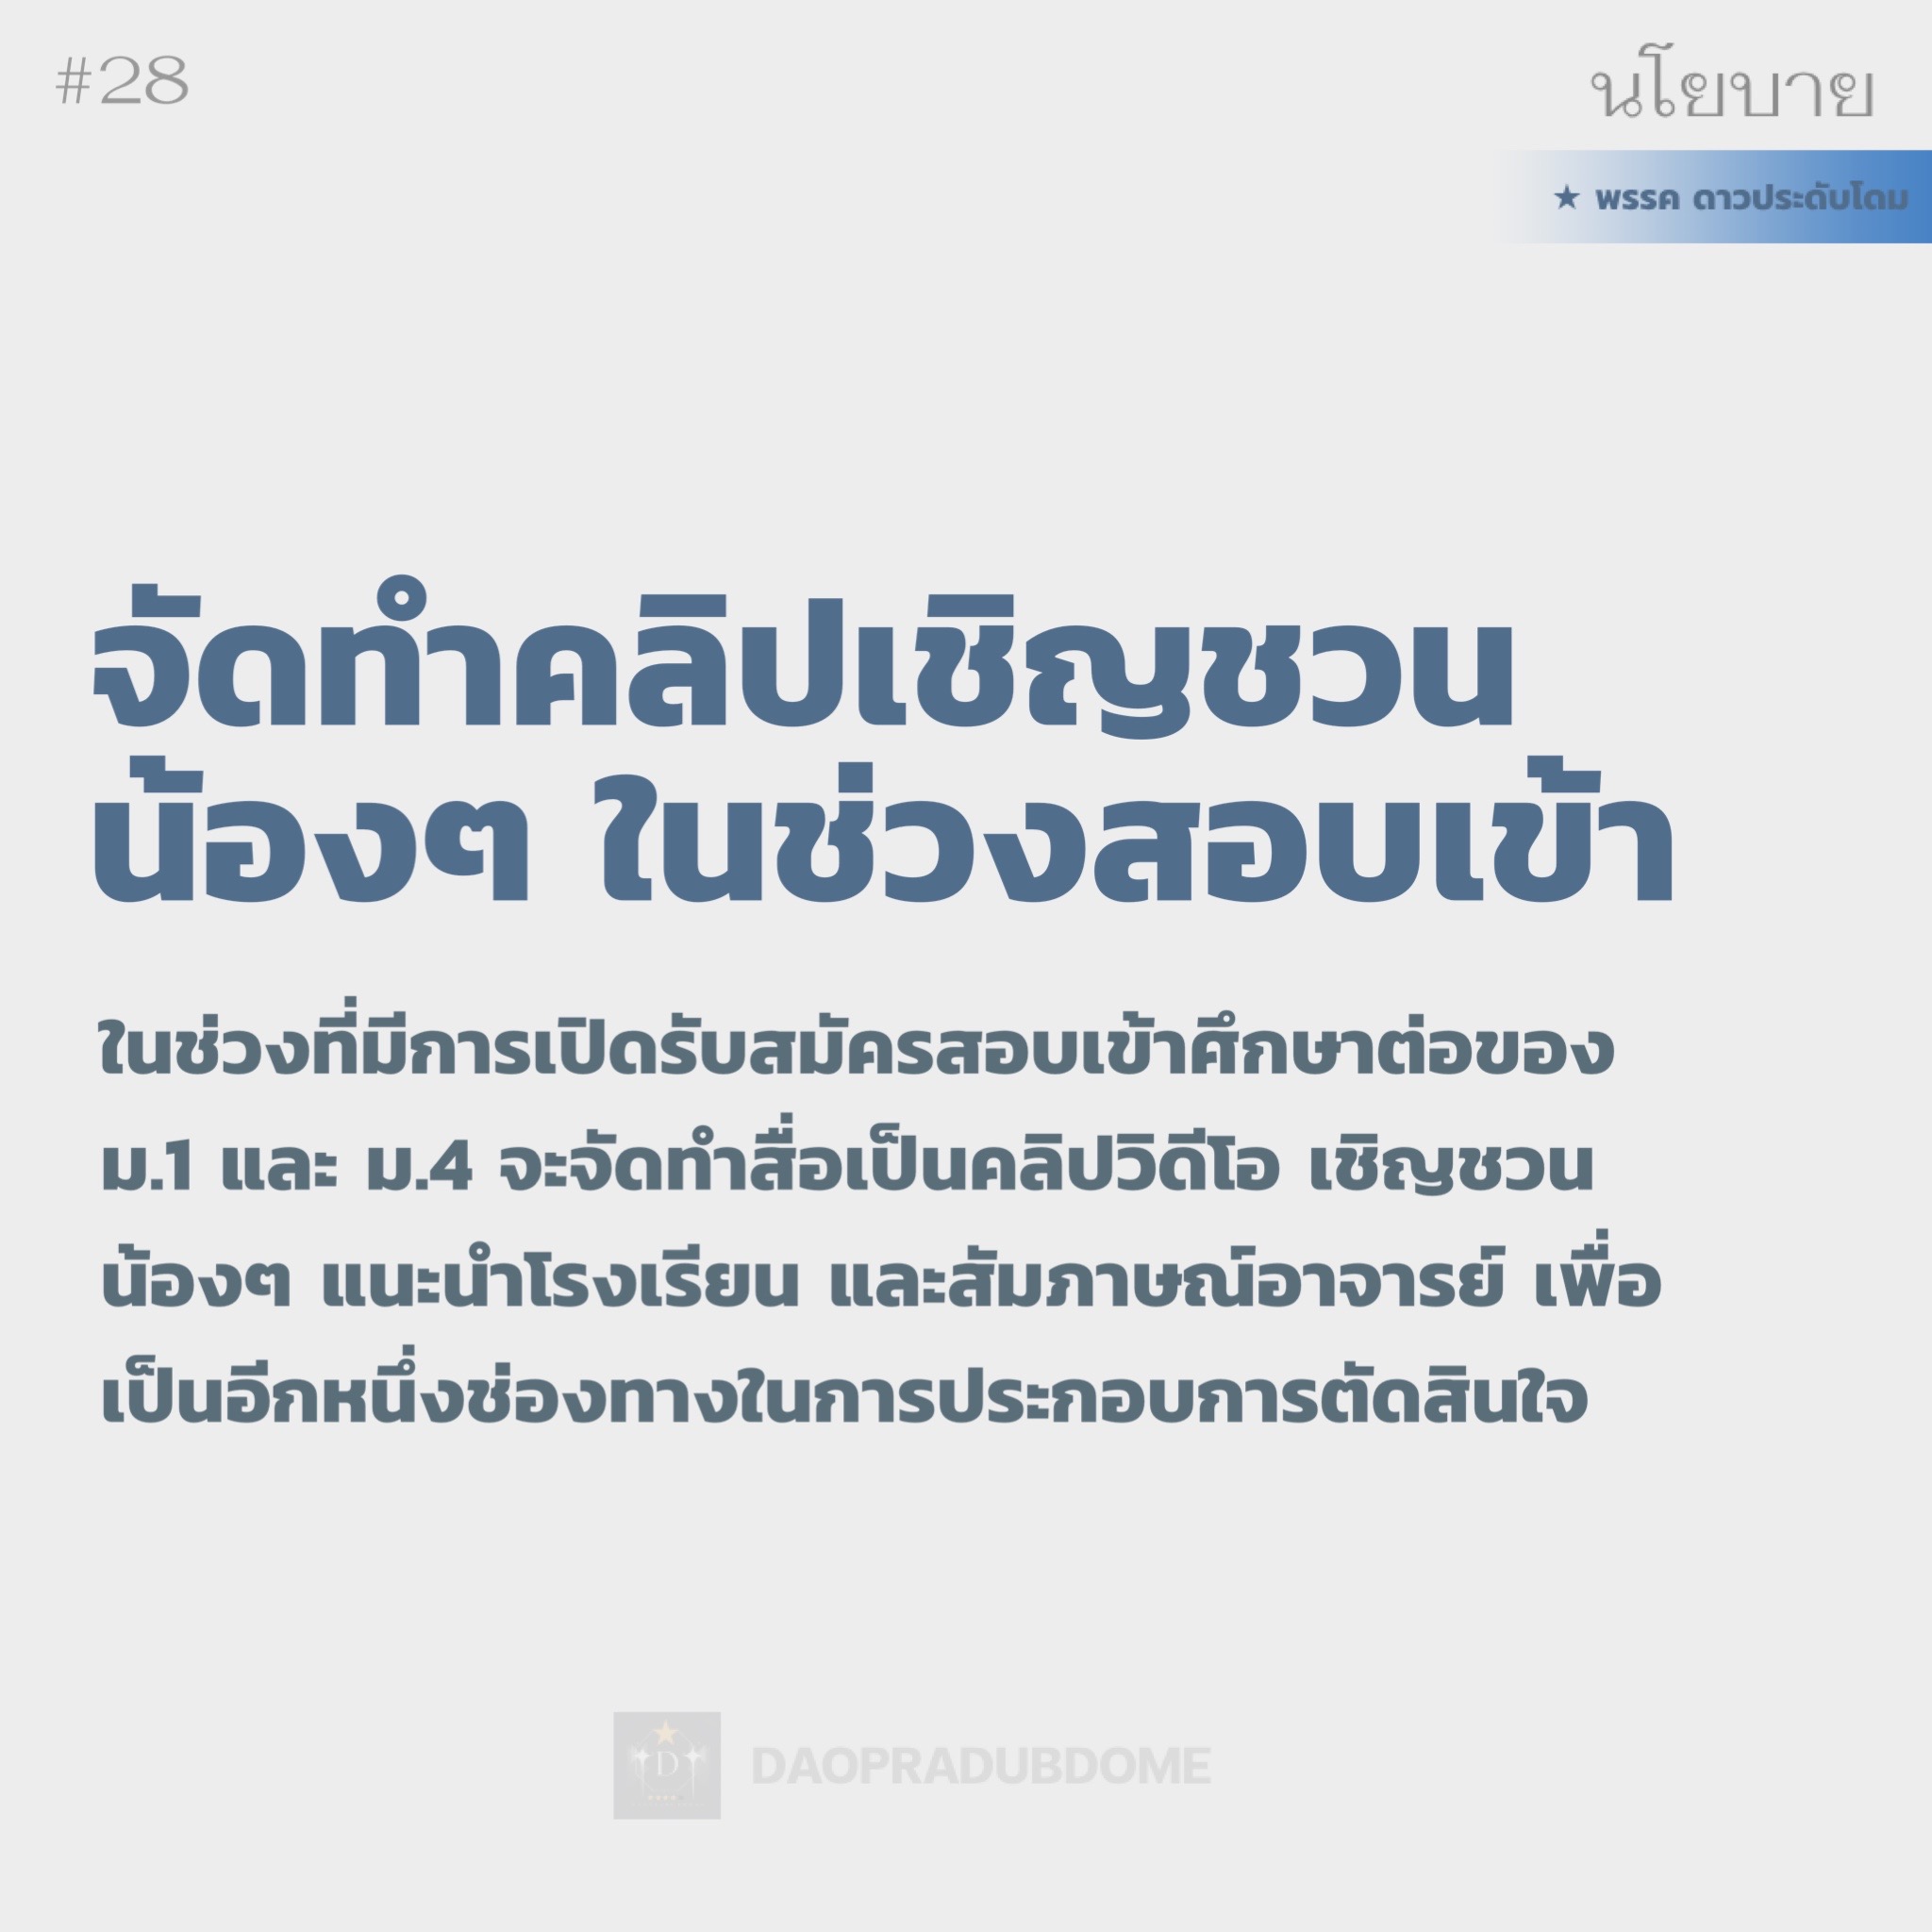 #28
นโยบาย
★ พรรค ดาวประดับโดม
จัดทำคลิปเชิญชวน
น้องๆ ในช่วงสอบเข้า
ในช่วงที่มีการเปิดรับสมัครสอบเข้าศึกษาต่อของ
ม.1 และ ม.4 จะจัดทำสื่อเป็นคลิปวิดีโอ เชิญชวน
น้องๆ แนะนำโรงเรียน และสัมภาษณ์อาจารย์ เพื่อ
เป็นอีกหนึ่งช่องทางในการประกอบการตัดสินใจ
D
DAOPRADUBDOME